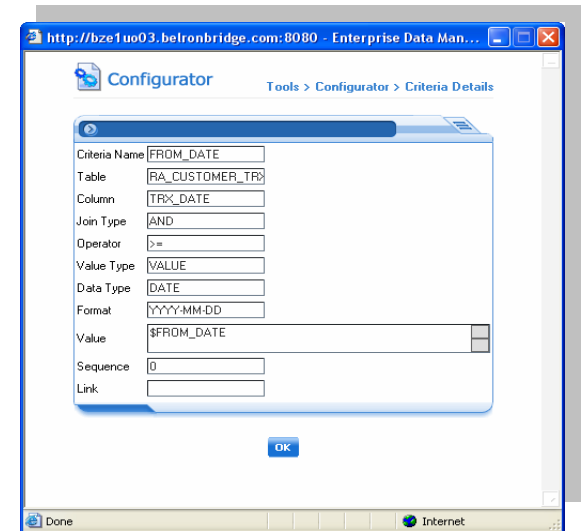 http://bze1uo03.belronbridge.com:8080 - Enterprise Data Man...
Configurator
Tools > Configurator > Criteria Details
Criteria Name FROM_DATE
Table RA_CUSTOMER_TRX
Column TRX_DATE
Join Type AND
Operator >=
Value Type VALUE
Data Type DATE
Format YYYY-MM-DD
Value $FROM_DATE
Sequence 0
Link
OK
Done Internet